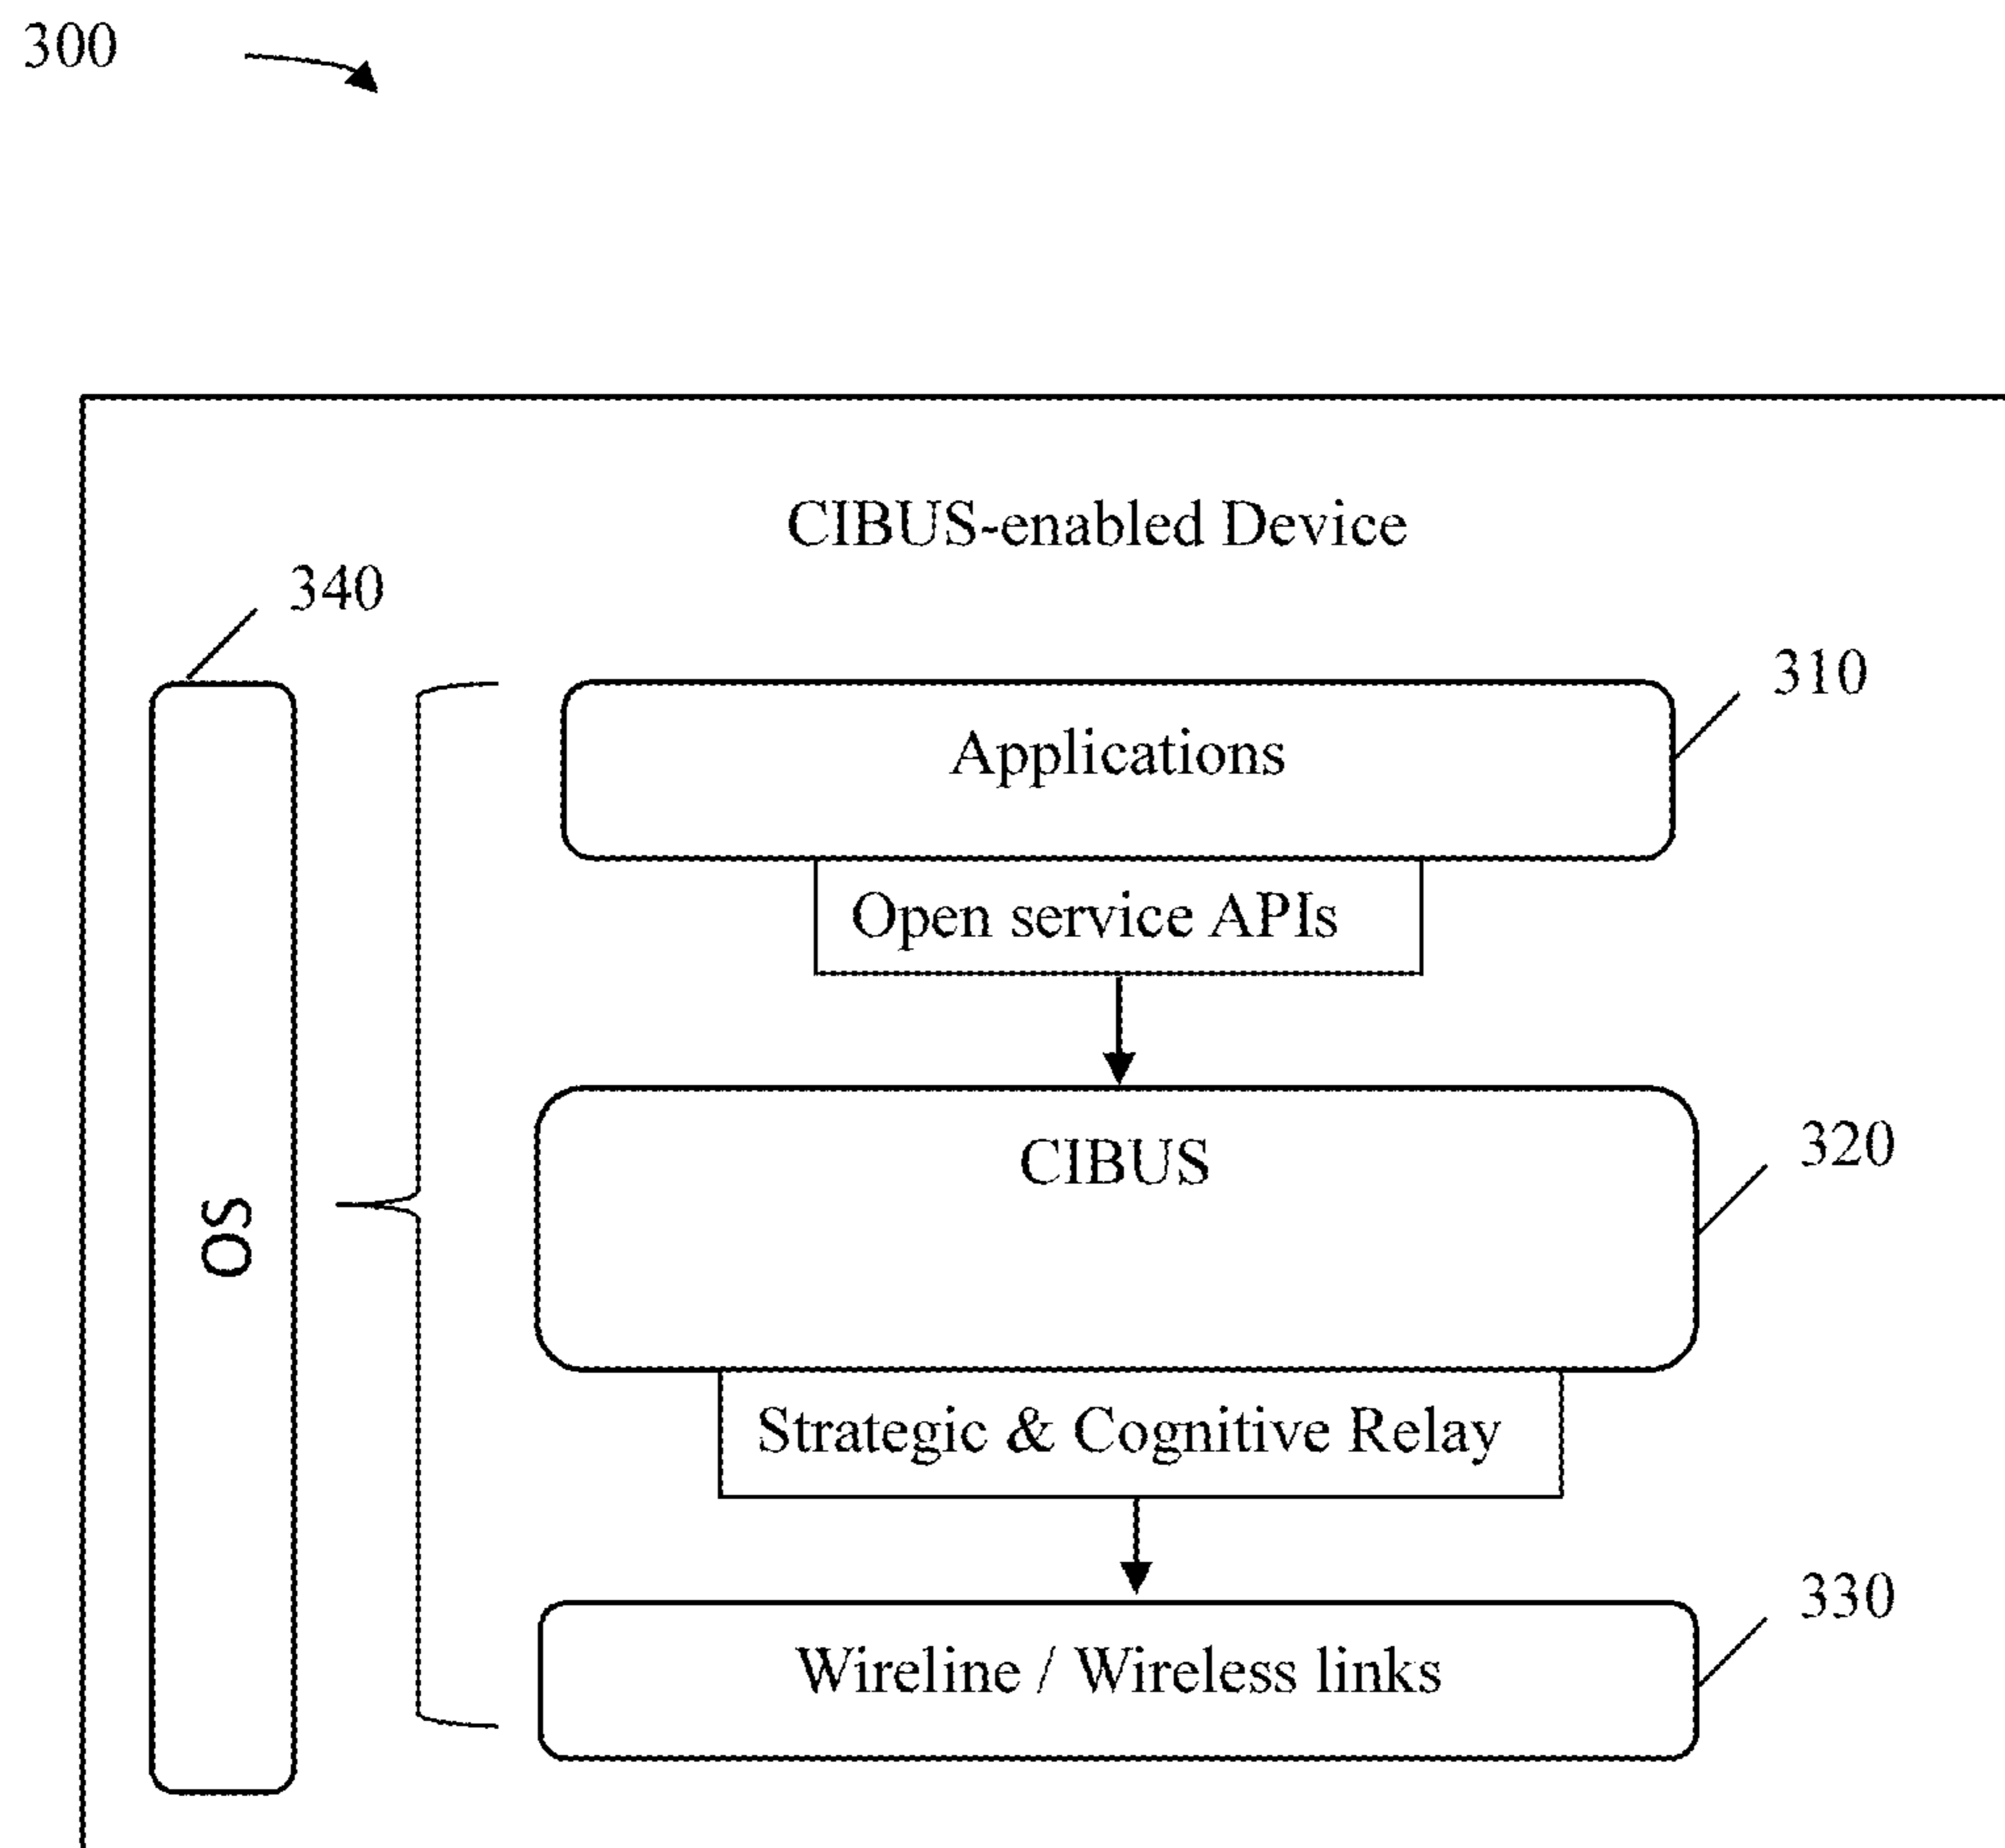 300
CIBUS-enabled Device
340
310
Applications
Open service APIs
CIBUS
320
OS
Strategic & Cognitive Relay
330
Wireline / Wireless links